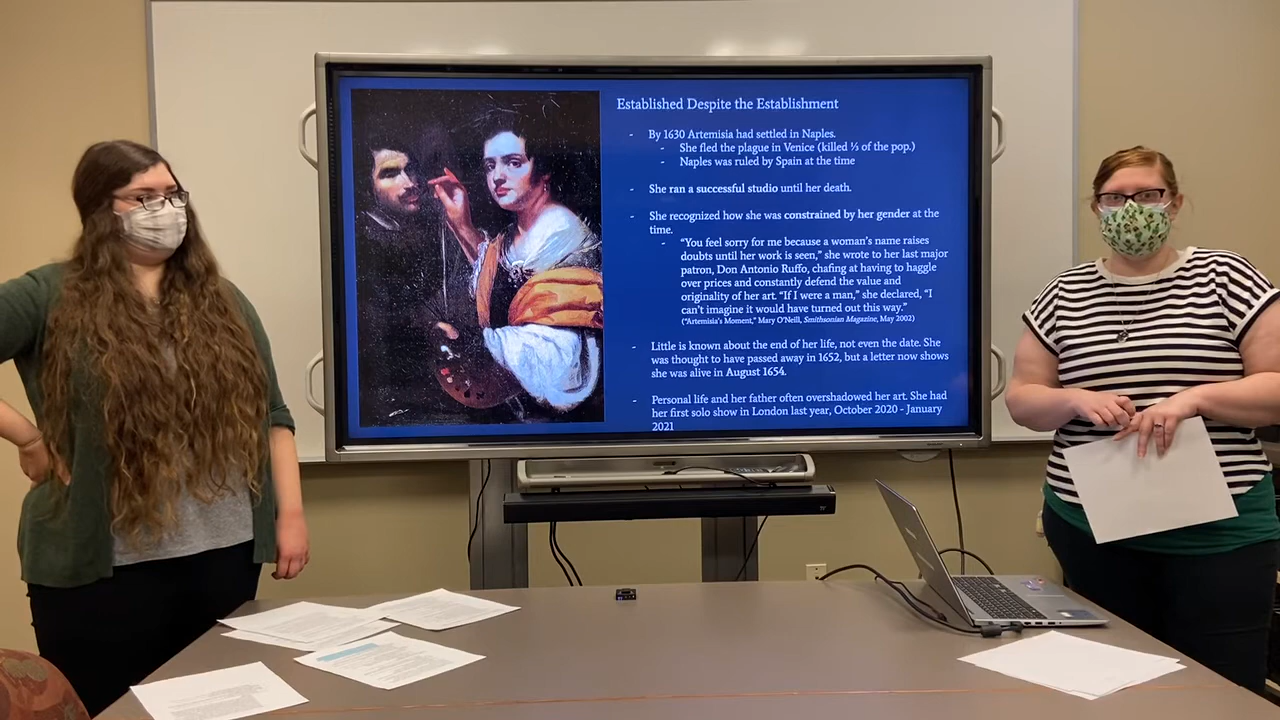 Established Despite the Establishment
- By 1630 Artemisia had settled in Naples.
- She fled the plague in Venice (killed ⅓ of the pop.)
- Naples was ruled by Spain at the time
- She ran a successful studio until her death.
- She recognized how she was constrained by her gender at the
time.
- “You feel sorry for me because a woman’s name raises
doubts until her work is seen,” she wrote to her last major
patron, Don Antonio Ruffo, chafing at having to haggle
over prices and constantly defend the value and
originality of her art. “If I were a man,” she declared, “I
can’t imagine it would have turned out this way.”
(“Artemisia’s Moment,” Mary O’Neill, Smithsonian Magazine, May 2002)
- Little is known about the end of her life, not even the date. She
was thought to have passed away in 1652, but a letter now shows
she was alive in August 1654.
- Personal life and her father often overshadowed her art. She had
her first solo show in London last year, October 2020 - January
2021